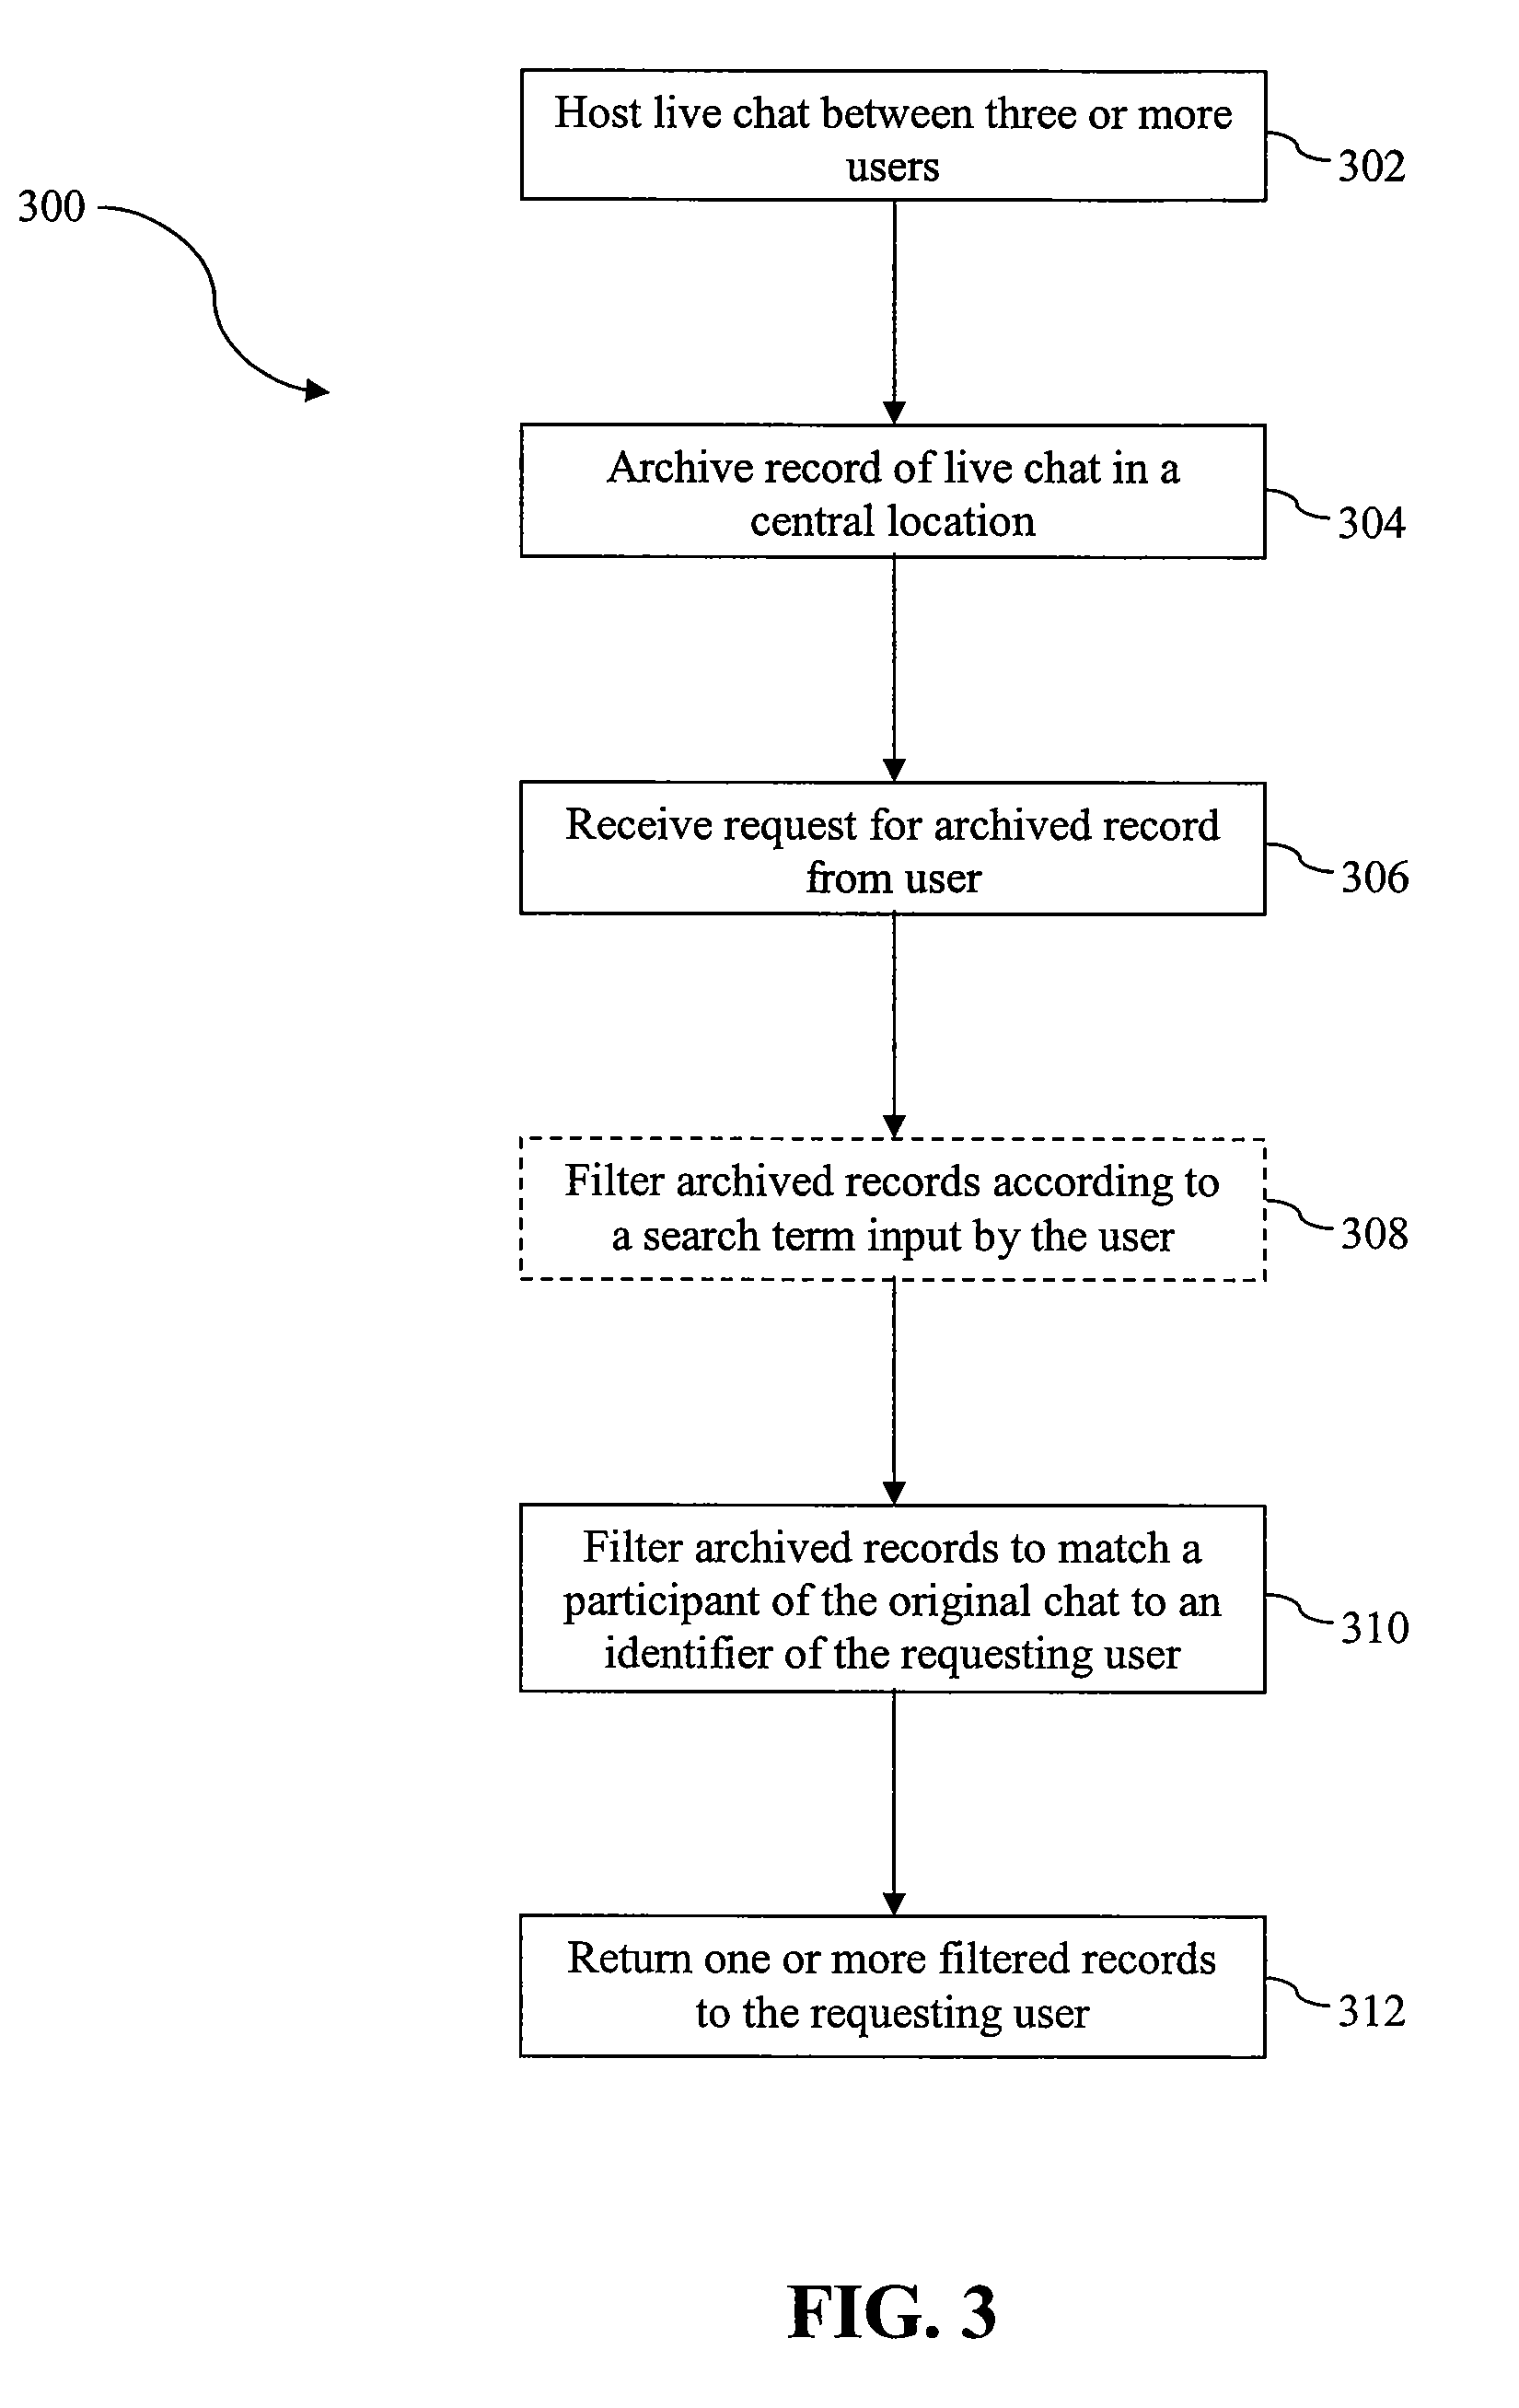 Host live chat between three or more
users
302
300
Archive record of live chat in a
central location
304
Receive request for archived record
from user
306
Filter archived records according to
a search term input by the user
308
Filter archived records to match a
participant of the original chat to an
identifier of the requesting user
310
Return one or more filtered records
to the requesting user
312
FIG. 3